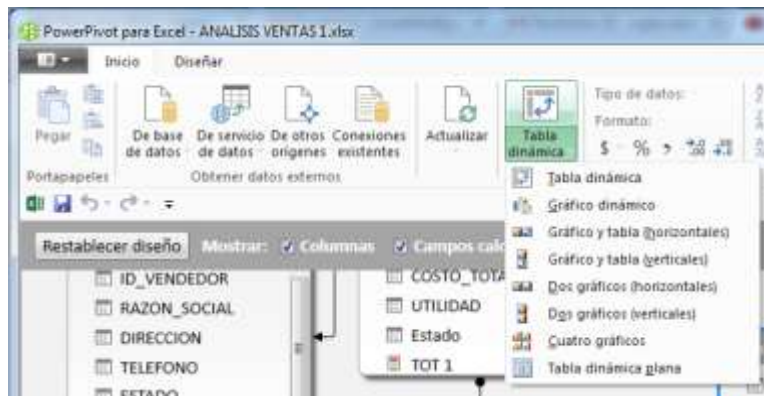 PowerPivot para Excel - ANALISIS VENTAS 1.xlsx
Inicio Diseñar
Pegar
De base de datos
De servicio de datos
De otros orígenes
Conexiones existentes
Actualizar
Tabla dinámica
Tipo de datos:
Formato:
$ % ,
Portapapeles
Obtener datos externos
Tabla dinámica
Gráfico dinámico
Gráfico y tabla (horizontales)
Gráfico y tabla (verticales)
Dos gráficos (horizontales)
Dos gráficos (verticales)
Cuatro gráficos
Tabla dinámica plana
Restablecer diseño Mostrar: Columnas Campos calc
ID_VENDEDOR
RAZON_SOCIAL
DIRECCION
TELEFONO
ESTADO
COSTO_TOTA
UTILIDAD
Estado
TOT 1